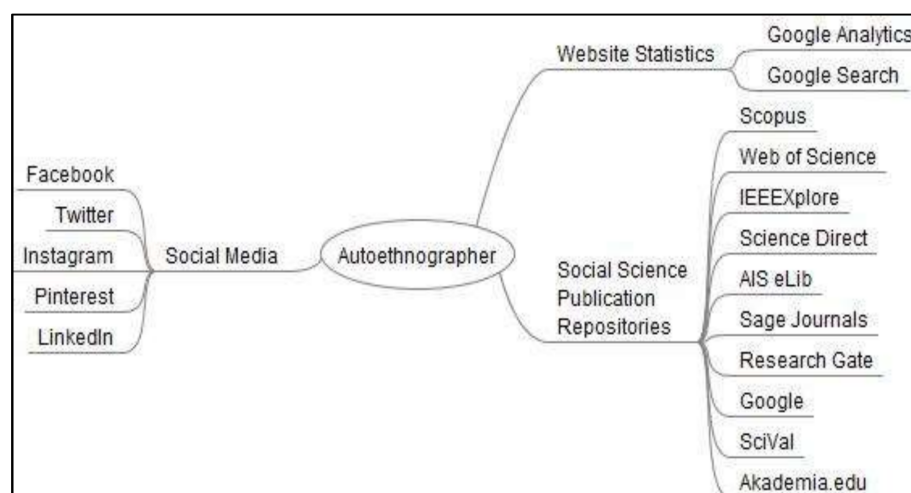 Autoethnographer
Social Media
Facebook
Twitter
Instagram
Pinterest
LinkedIn
Website Statistics
Google Analytics
Google Search
Social Science
Publication
Repositories
Scopus
Web of Science
IEEEXplore
Science Direct
AIS eLib
Sage Journals
Research Gate
Google
SciVal
Akademia.edu